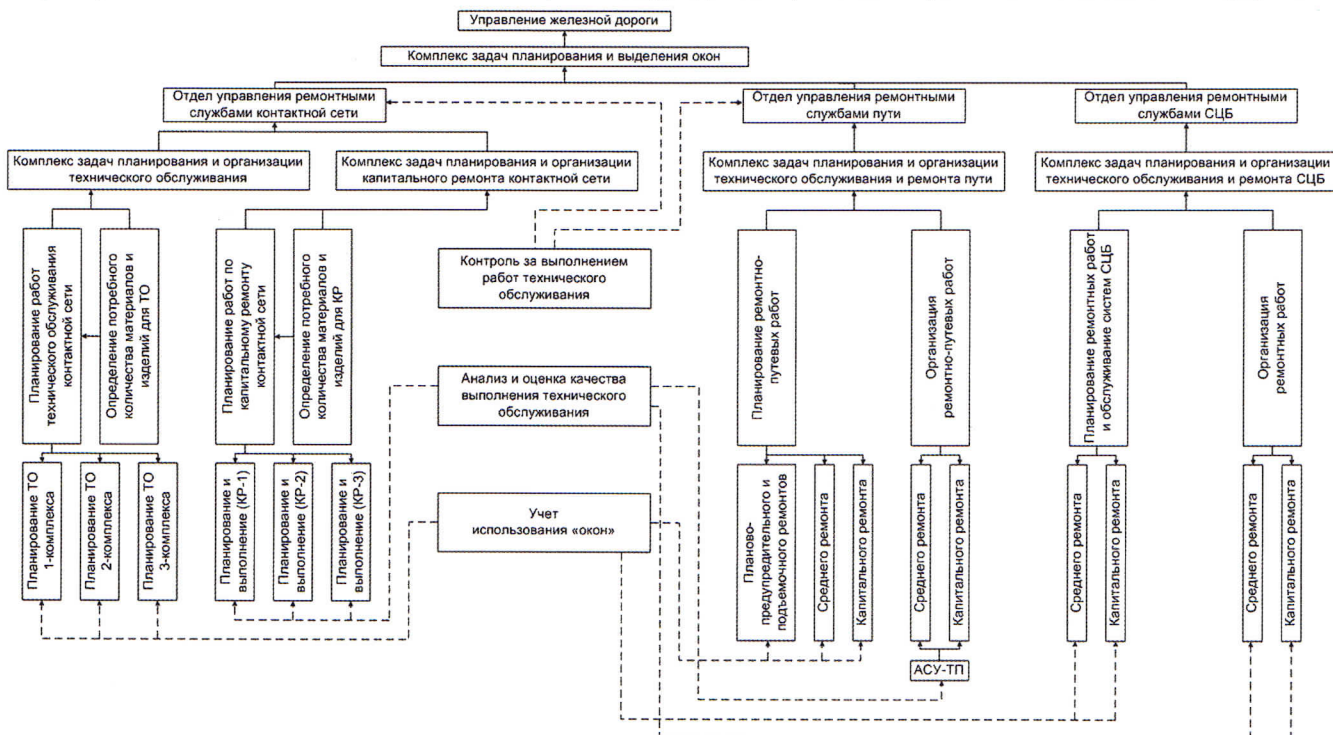 Управление железной дороги
Комплекс задач планирования и выделения окон
Отдел управления ремонтными
службами контактной сети
Отдел управления ремонтными
службами пути
Отдел управления ремонтными
службами СЦБ
Комплекс задач планирования и организации
технического обслуживания
Комплекс задач планирования и организации
капитального ремонта контактной сети
Комплекс задач планирования и организации
технического обслуживания и ремонта пути
Комплекс задач планирования и организации
технического обслуживания и ремонта СЦБ
Планирование работ
технического обслуживания
контактной сети
Определение потребного
количества материалов и
изделий для ТО
Планирование работ по
капитальному ремонту
контактной сети
Определение потребного
количества материалов и
изделий для КР
Контроль за выполнением
работ технического
обслуживания
Анализ и оценка качества
выполнения технического
обслуживания
Учет
использования «окон»
Планирование ремонтно-
путевых работ
Организация
ремонтно-путевых работ
Планирование ремонтных работ
и обслуживание систем СЦБ
Организация
ремонтных работ
Планирование ТО
1-комплекса
Планирование ТО
2-комплекса
Планирование ТО
3-комплекса
Планирование и
выполнение (КР-1)
Планирование и
выполнение (КР-2)
Планирование и
выполнение (КР-3)
Планово-
предупредительного и
подъемочного ремонтов
Среднего ремонта
Капитального ремонта
Среднего ремонта
Капитального ремонта
АСУ-ТП
Среднего ремонта
Капитального ремонта
Среднего ремонта
Капитального ремонта